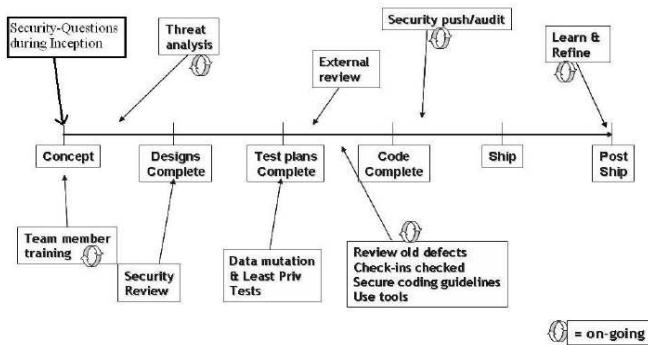 Security-Questions
during Inception
Threat
analysis
Security push/audit
Learn &
Refine
External
review
Concept
Designs
Complete
Test plans
Complete
Code
Complete
Ship
Post
Ship
Team member
training
Security
Review
Data mutation
& Least Priv
Tests
Review old defects
Check-ins checked
Secure coding guidelines
Use tools
= on-going